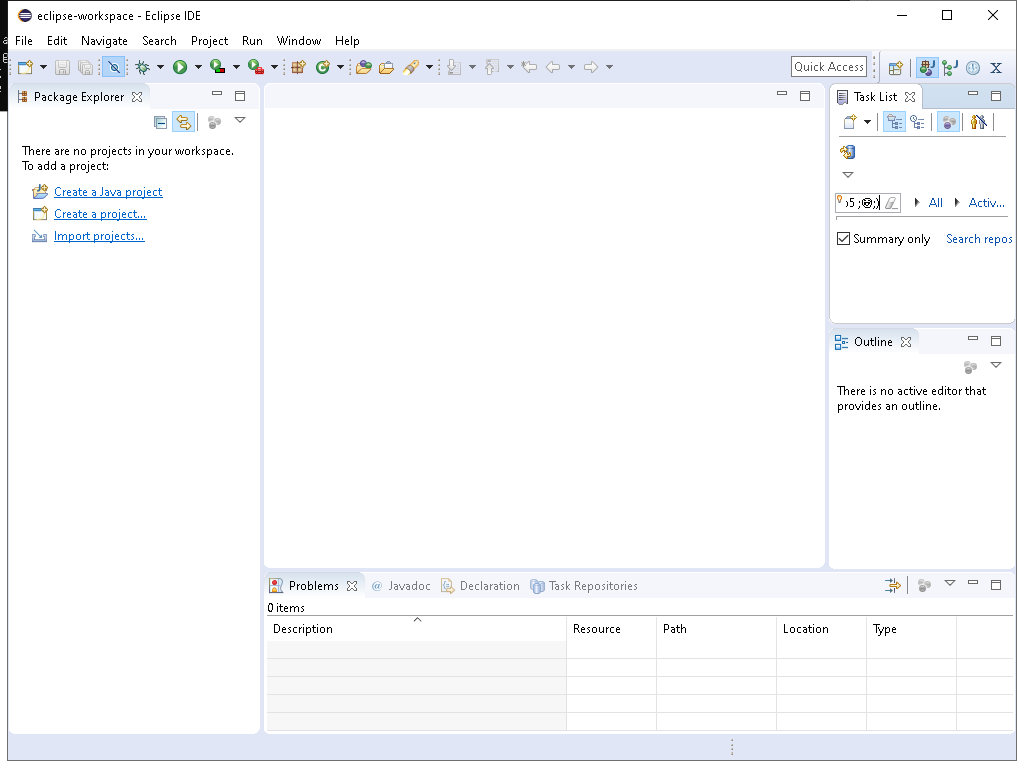 eclipse-workspace - Eclipse IDE
File Edit Navigate Search Project Run Window Help
Quick Access
Package Explorer
There are no projects in your workspace.
To add a project:
Create a Java project
Create a project...
Import projects...
Task List
All Activ...
Summary only Search repos
Outline
There is no active editor that
provides an outline.
Problems @ Javadoc Declaration Task Repositories
0 items
Description Resource Path Location Type